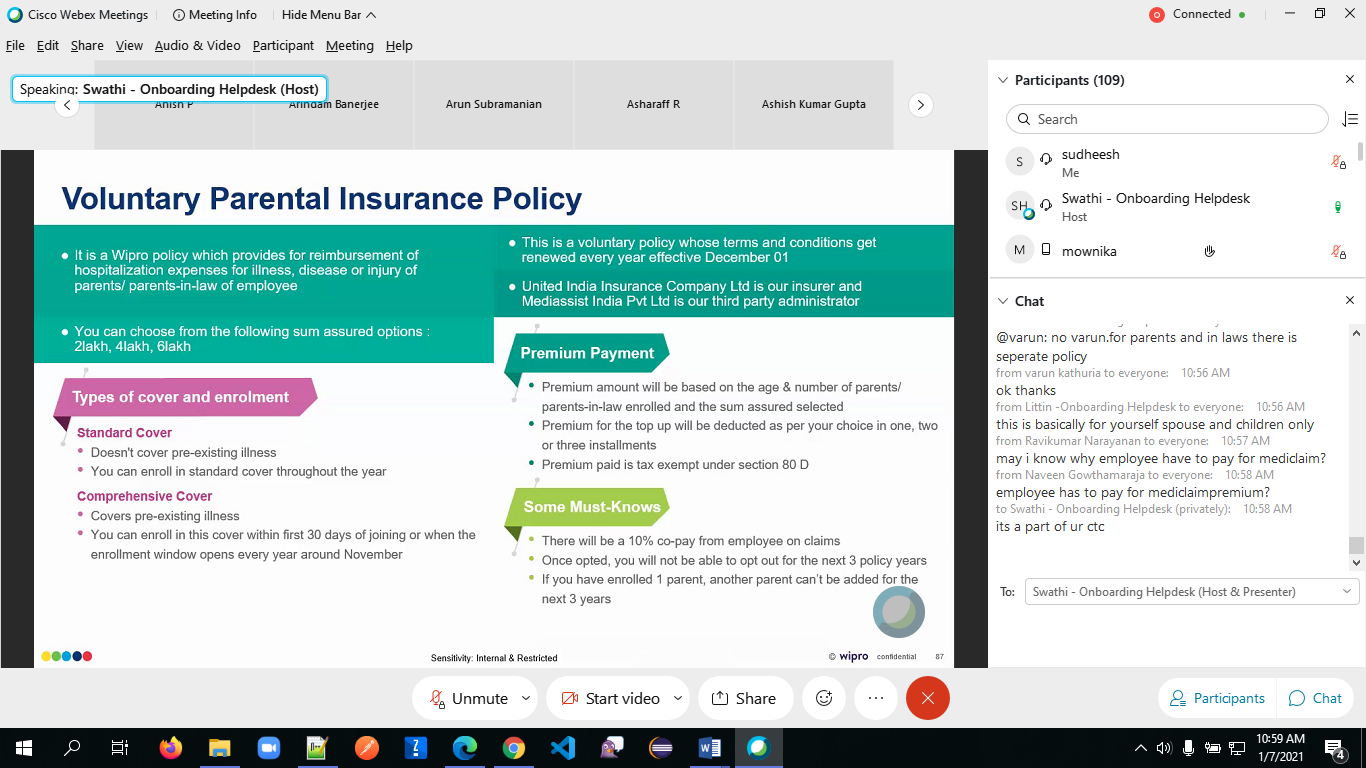 Cisco Webex Meetings
Meeting Info
Hide Menu Bar
Connected
File Edit Share View Audio & Video Participant Meeting Help
Speaking: Swathi - Onboarding Helpdesk (Host)
Anish P
Arindam Banerjee
Arun Subramanian
Asharaff R
Ashish Kumar Gupta
Voluntary Parental Insurance Policy
It is a Wipro policy which provides for reimbursement of
hospitalization expenses for illness, disease or injury of
parents/ parents-in-law of employee
You can choose from the following sum assured options :
2lakh, 4lakh, 6lakh
Types of cover and enrolment
Standard Cover
Doesn't cover pre-existing illness
You can enroll in standard cover throughout the year
Comprehensive Cover
Covers pre-existing illness
You can enroll in this cover within first 30 days of joining or when the
enrollment window opens every year around November
This is a voluntary policy whose terms and conditions get
renewed every year effective December 01
United India Insurance Company Ltd is our insurer and
Mediassist India Pvt Ltd is our third party administrator
Premium Payment
Premium amount will be based on the age & number of parents/
parents-in-law enrolled and the sum assured selected
Premium for the top up will be deducted as per your choice in one, two
or three installments
Premium paid is tax exempt under section 80 D
Some Must-Knows
There will be a 10% co-pay from employee on claims
Once opted, you will not be able to opt out for the next 3 policy years
If you have enrolled 1 parent, another parent can't be added for the
next 3 years
Sensitivity: Internal & Restricted
© wipro confidential 87
Participants (109)
Search
S
sudheesh
Me
SH
Swathi - Onboarding Helpdesk
Host
M
mownika
Chat
@varun: no varun.for parents and in laws there is
seperate policy
from varun kathuria to everyone: 10:56 AM
ok thanks
from Littin -Onboarding Helpdesk to everyone: 10:56 AM
this is basically for yourself spouse and children only
from Ravikumar Narayanan to everyone: 10:57 AM
may i know why employee have to pay for mediclaim?
from Naveen Gowthamaraja to everyone: 10:58 AM
employee has to pay for mediclaimpremium?
to Swathi - Onboarding Helpdesk (privately): 10:58 AM
its a part of ur ctc
To: Swathi - Onboarding Helpdesk (Host & Presenter)
Unmute
Start video
Share
Participants
Chat
10:59 AM
1/7/2021
4